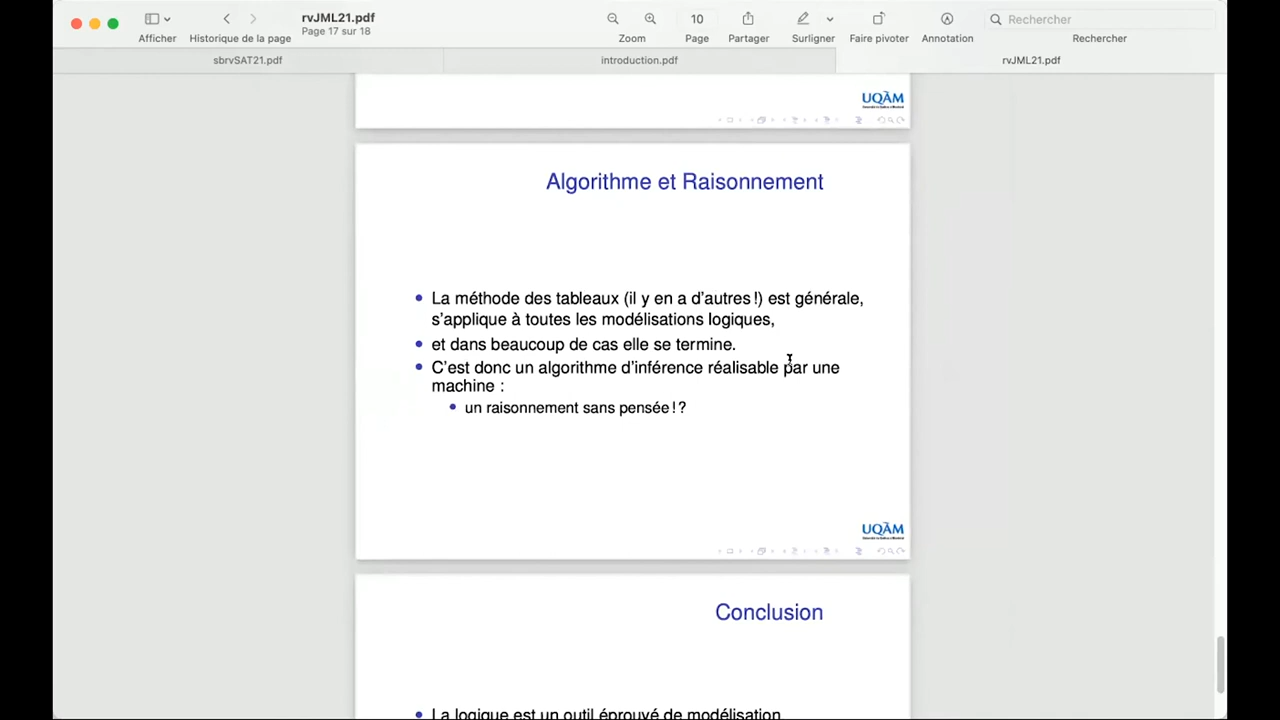 rvJML21.pdf
Page 17 sur 18
10
Rechercher
Afficher
Historique de la page
Zoom
Page
Partager
Surligner
Faire pivoter
Annotation
Rechercher
sbrvSAT21.pdf
introduction.pdf
rvJML21.pdf
UQÀM
Algorithme et Raisonnement
• La méthode des tableaux (il y en a d'autres !) est générale,
s'applique à toutes les modélisations logiques,
• et dans beaucoup de cas elle se termine.
• C'est donc un algorithme d'inférence réalisable par une
machine :
• un raisonnement sans pensée ! ?
UQÀM
Conclusion
• La logique est un outil éprouvé de modélisation